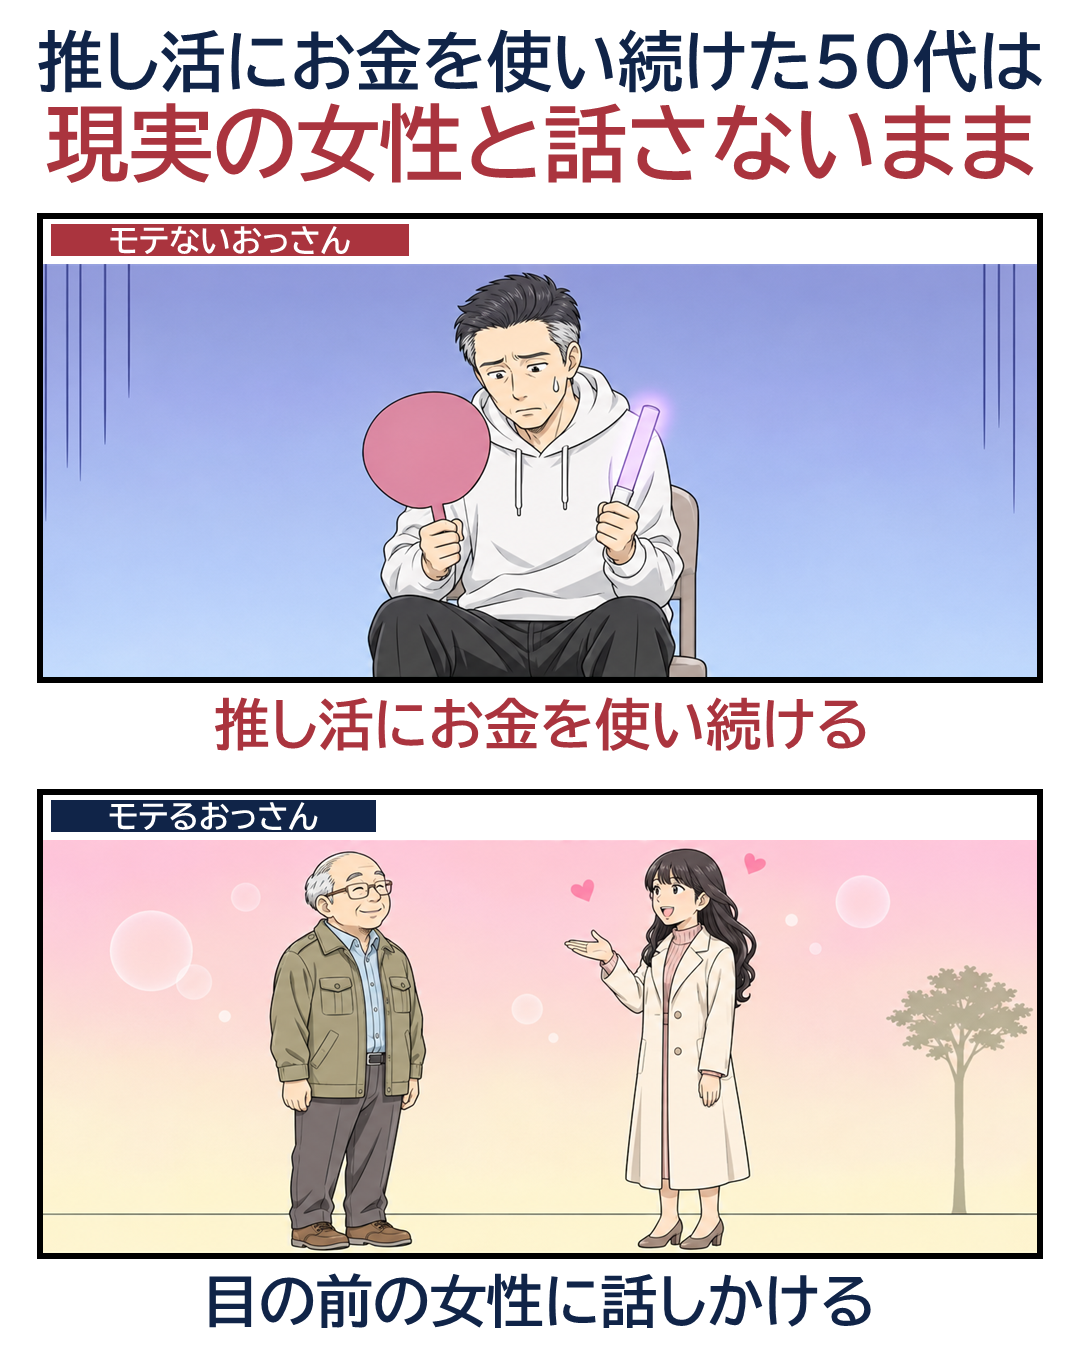 推し活にお金を使い続けた50代は
現実の女性と話さないまま
モテないおっさん
推し活にお金を使い続ける
モテるおっさん
目の前の女性に話しかける